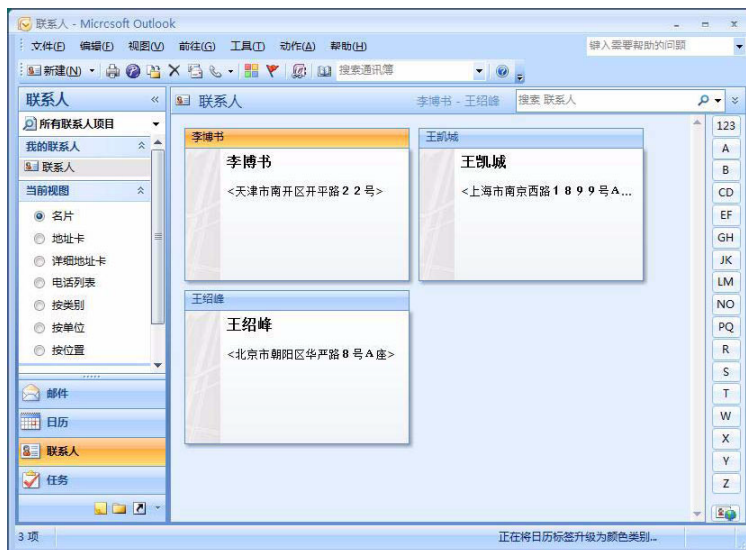 联系人 - Micrcsoft Outlook
文件(F) 编缉(E) 视图(V) 前往(G) 工具(T) 动作(A) 帮助(H) 键入需要帮助的问题
新建(N) 搜索通讯簿
联系人 «
联系人 李博书 - 王绍峰 搜索 联系人
所有联系人项目
我的联系人
联系人
当前视图
名片
地址卡
详细地址卡
电话列表
按类别
按单位
按位置
邮件
日历
联系人
任务
李博书
李博书
<天津市南开区开平路22号>
王凯城
王凯城
<上海市南京西路1899号A...
王绍峰
王绍峰
<北京市朝阳区华严路8号A座>
123
A
B
CD
EF
GH
JK
LM
NO
PQ
R
S
T
W
X
Y
Z
3 项 正在将日历标签升级为颜色类别...